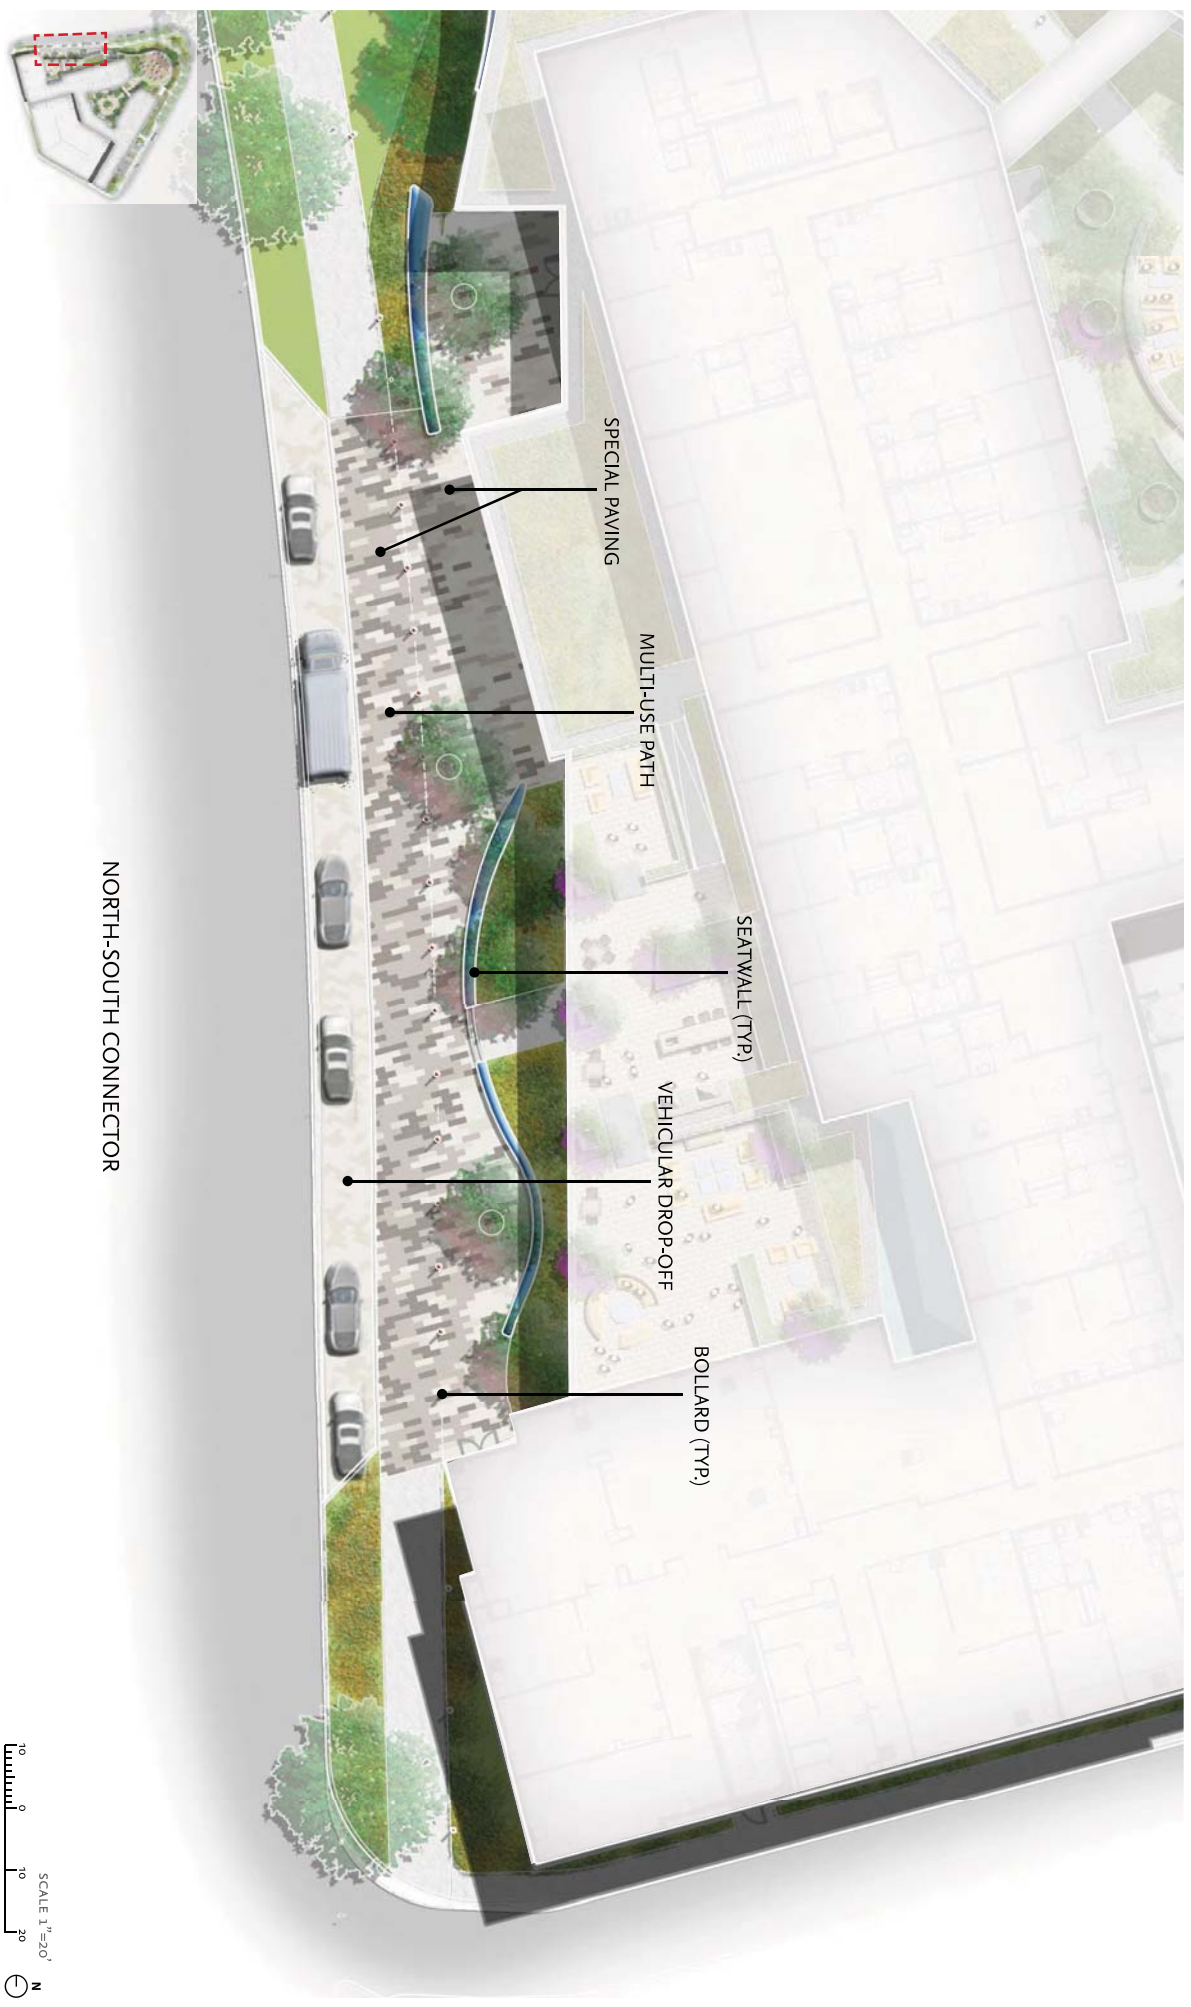 SPECIAL PAVING
MULTI-USE PATH
SEATWALL (TYP.)
VEHICULAR DROP-OFF
BOLLARD (TYP.)
NORTH-SOUTH CONNECTOR
10 0 10 20
SCALE 1"=20'
N